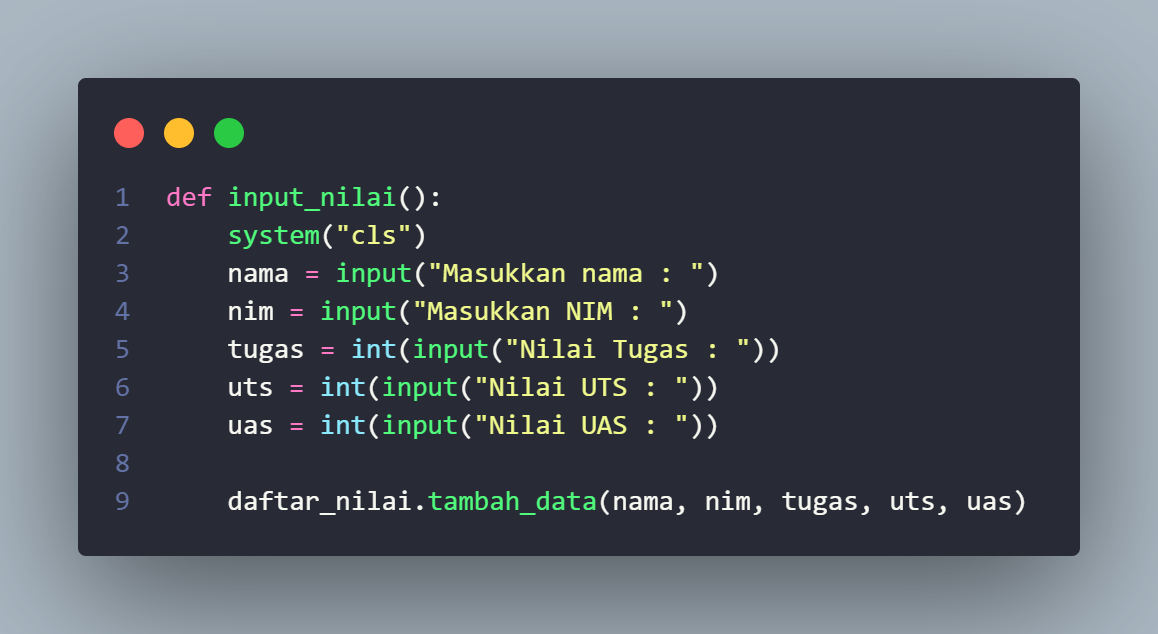 1 def input_nilai():
2     system("cls")
3     nama = input("Masukkan nama : ")
4     nim = input("Masukkan NIM : ")
5     tugas = int(input("Nilai Tugas : "))
6     uts = int(input("Nilai UTS : "))
7     uas = int(input("Nilai UAS : "))
8
9     daftar_nilai.tambah_data(nama, nim, tugas, uts, uas)